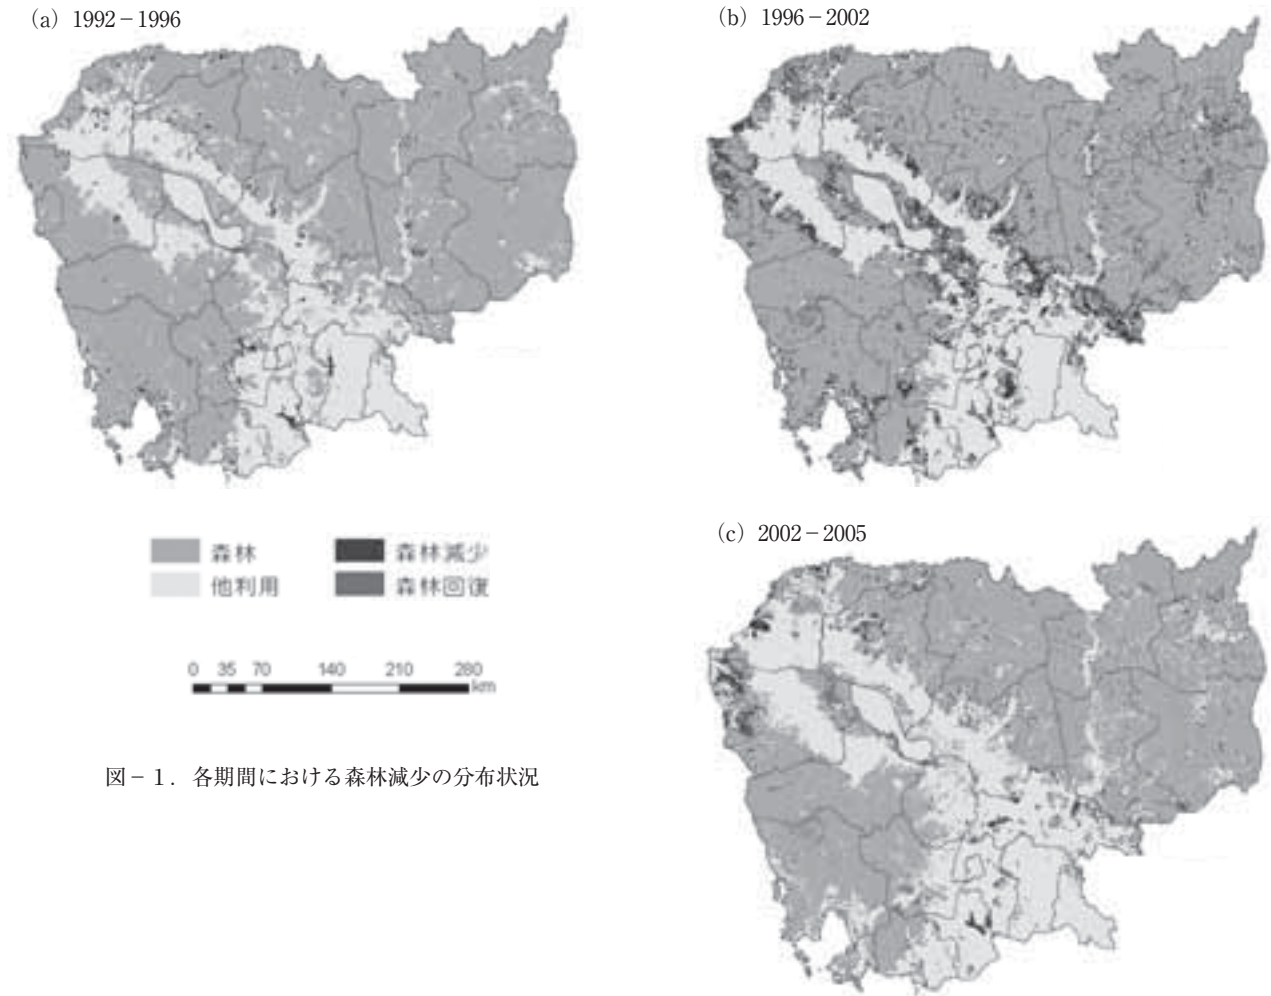 (a) 1992－1996
(b) 1996－2002
森林
森林減少
他利用
森林回復
0 35 70 140 210 280
km
(c) 2002－2005
図－1．各期間における森林減少の分布状況